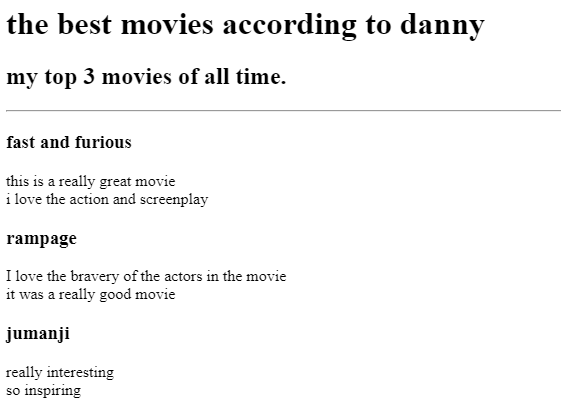 the best movies according to danny
my top 3 movies of all time.
fast and furious
this is a really great movie
i love the action and screenplay
rampage
I love the bravery of the actors in the movie
it was a really good movie
jumanji
really interesting
so inspiring